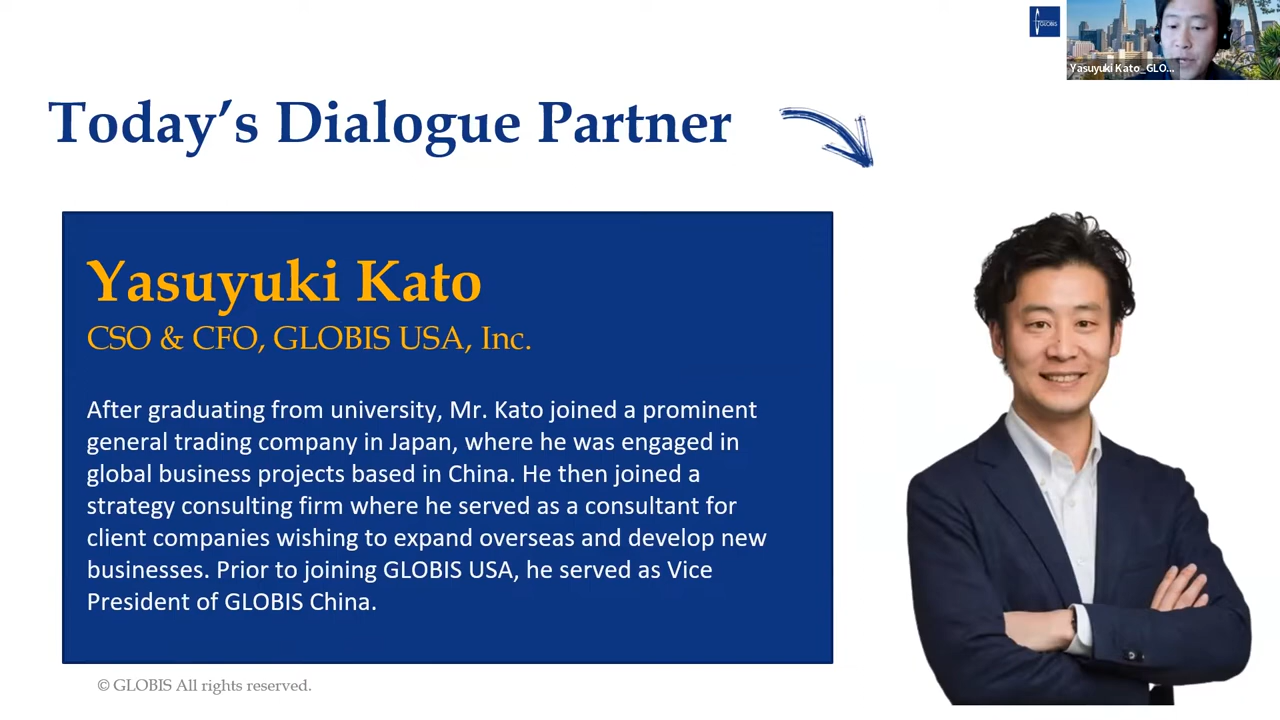 GLOBIS
Yasuyuki Kato_GLO...
Today’s Dialogue Partner
Yasuyuki Kato
CSO & CFO, GLOBIS USA, Inc.
After graduating from university, Mr. Kato joined a prominent
general trading company in Japan, where he was engaged in
global business projects based in China. He then joined a
strategy consulting firm where he served as a consultant for
client companies wishing to expand overseas and develop new
businesses. Prior to joining GLOBIS USA, he served as Vice
President of GLOBIS China.
© GLOBIS All rights reserved.